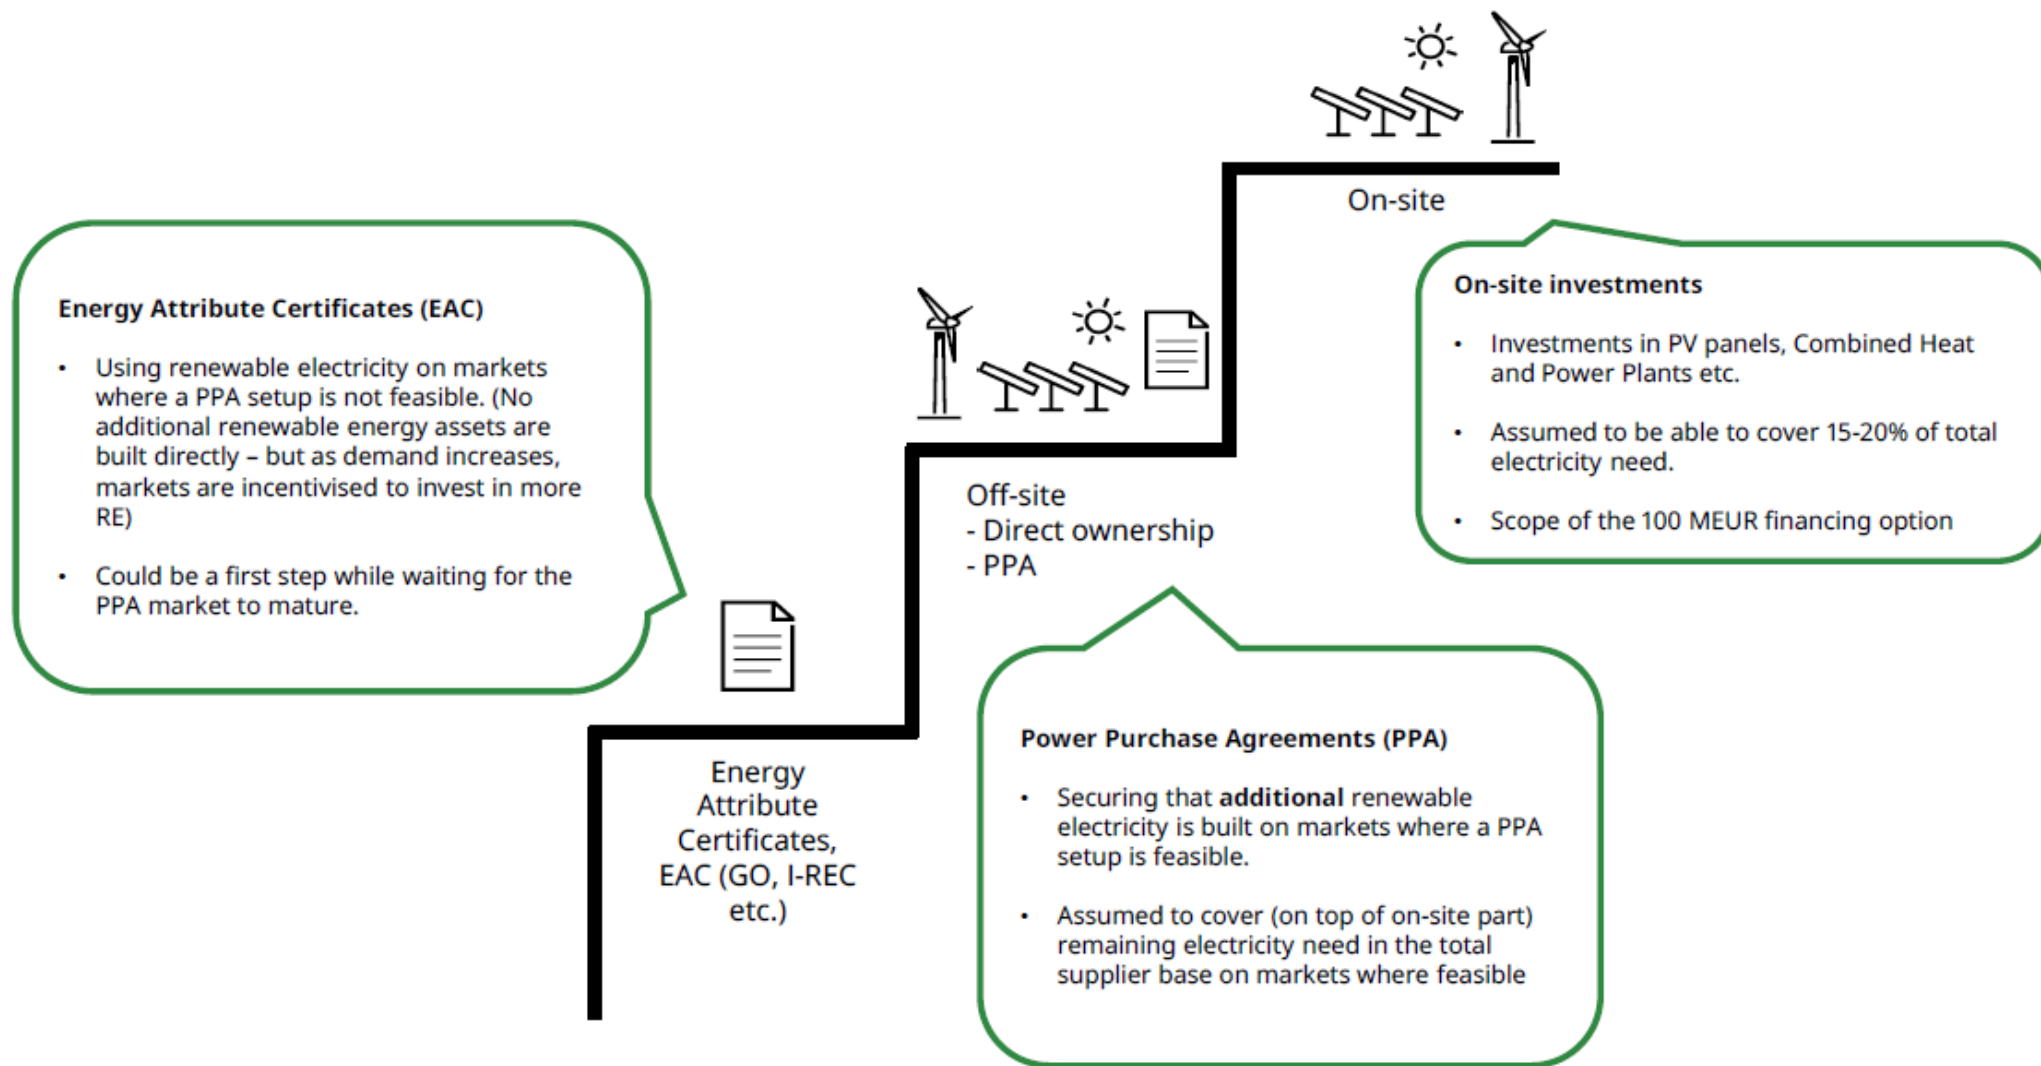 On-site
On-site investments
• Investments in PV panels, Combined Heat
and Power Plants etc.
• Assumed to be able to cover 15-20% of total
electricity need.
• Scope of the 100 MEUR financing option
Energy Attribute Certificates (EAC)
• Using renewable electricity on markets
where a PPA setup is not feasible. (No
additional renewable energy assets are
built directly – but as demand increases,
markets are incentivised to invest in more
RE)
• Could be a first step while waiting for the
PPA market to mature.
Off-site
- Direct ownership
- PPA
Energy
Attribute
Certificates,
EAC (GO, I-REC
etc.)
Power Purchase Agreements (PPA)
• Securing that additional renewable
electricity is built on markets where a PPA
setup is feasible.
• Assumed to cover (on top of on-site part)
remaining electricity need in the total
supplier base on markets where feasible